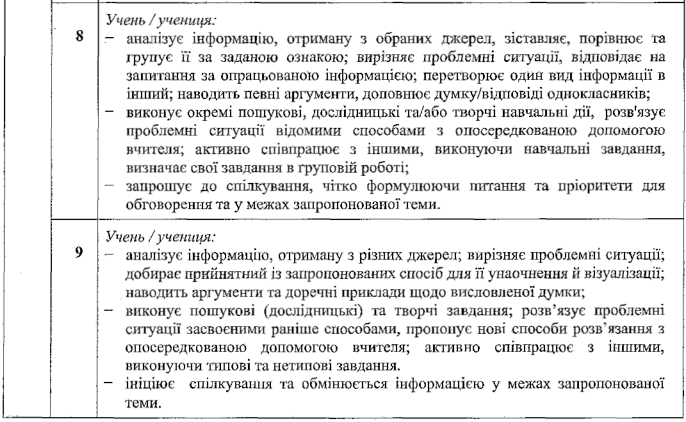 8
Учень / учениця:
– аналізує інформацію, отриману з обраних джерел, зіставляє, порівнює та
групує її за заданою ознакою; вирізняє проблемні ситуації, відповідає на
запитання за опрацьованою інформацією; перетворює один вид інформації в
інший; наводить певні аргументи, доповнює думку/відповіді однокласників;
– виконує окремі пошукові, дослідницькі та/або творчі навчальні дії, розв'язує
проблемні ситуації відомими способами з опосередкованою допомогою
вчителя; активно співпрацює з іншими, виконуючи навчальні завдання,
визначає свої завдання в груповій роботі;
– запрошує до спілкування, чітко формулюючи питання та пріоритети для
обговорення та у межах запропонованої теми.
9
Учень / учениця:
– аналізує інформацію, отриману з різних джерел; вирізняє проблемні ситуації;
добирає прийнятний із запропонованих спосіб для її унаочнення й візуалізації;
наводить аргументи та доречні приклади щодо висловленої думки;
– виконує пошукові (дослідницькі) та творчі завдання; розв’язує проблемні
ситуації засвоєними раніше способами, пропонує нові способи розв’язання з
опосередкованою допомогою вчителя; активно співпрацює з іншими,
виконуючи типові та нетипові завдання.
– ініціює спілкування та обмінюється інформацією у межах запропонованої
теми.